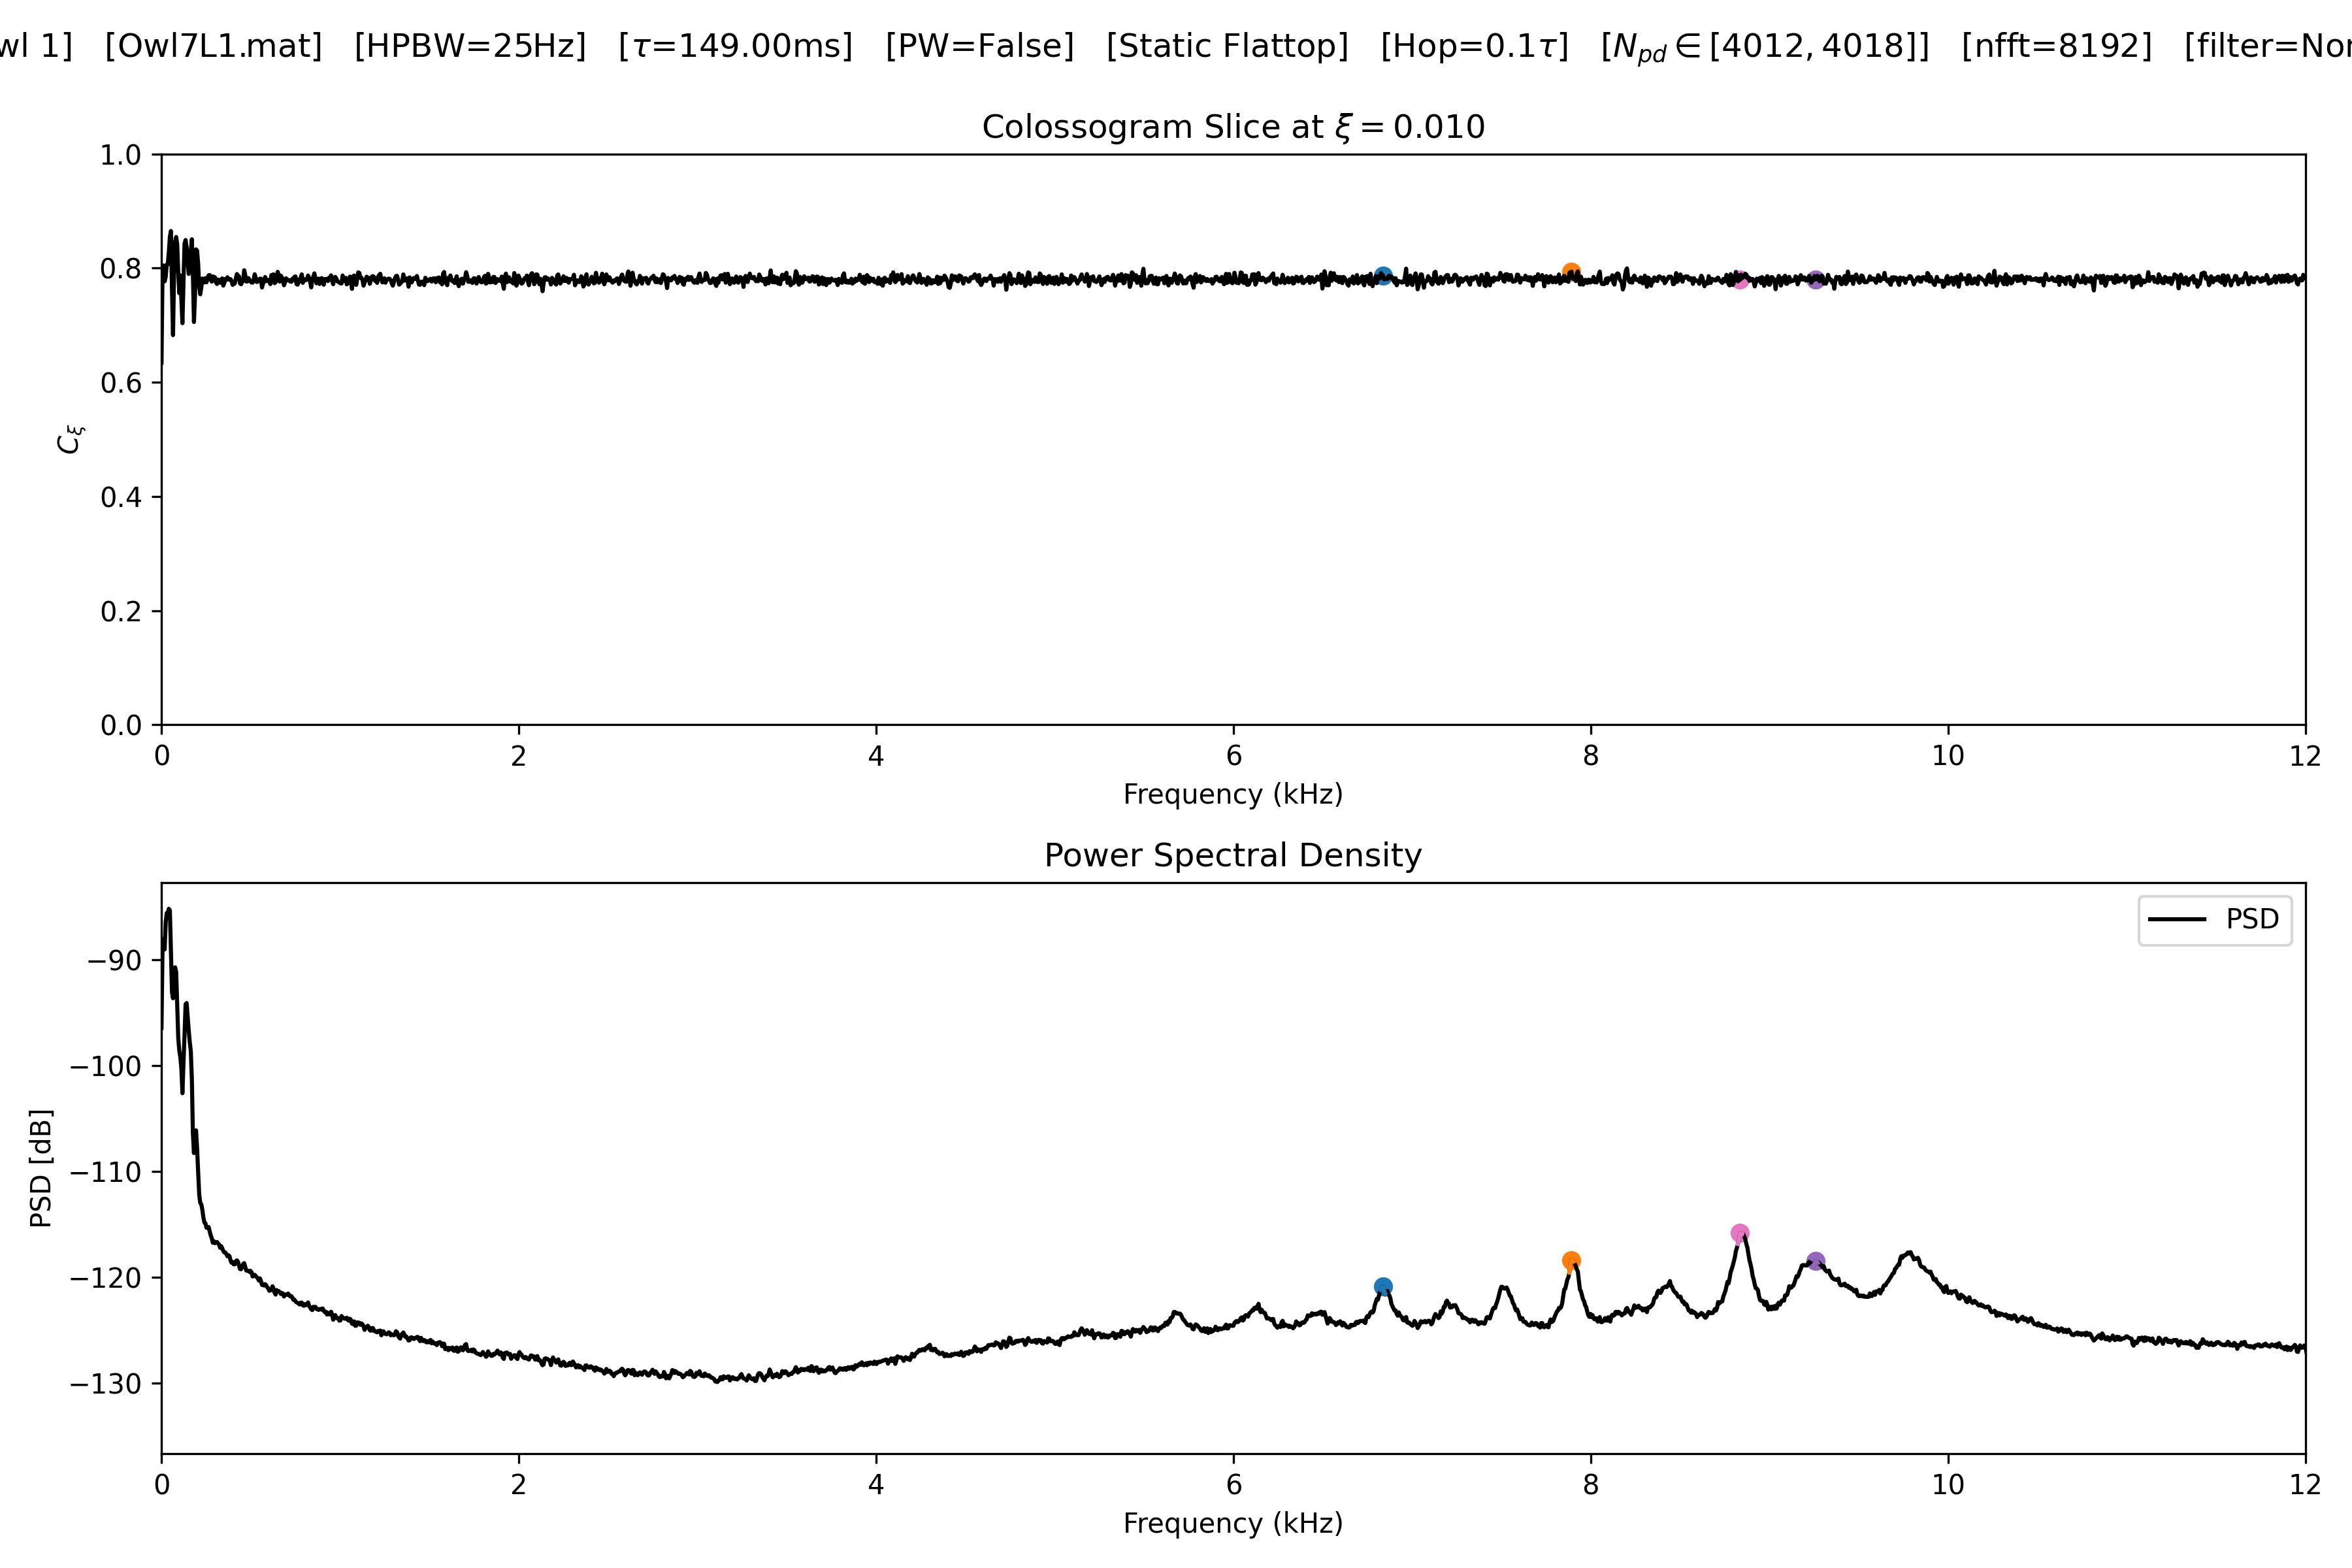 wl 1] [Owl7L1.mat] [HPBW=25Hz] [τ=149.00ms] [PW=False] [Static Flattop] [Hop=0.1τ] [N_pd ∈ [4012, 4018]] [nfft=8192] [filter=Nor
Colossogram Slice at ξ = 0.010
1.0
0.8
0.6
0.4
0.2
0.0
C_ξ
0 2 4 6 8 10 12
Frequency (kHz)
Power Spectral Density
PSD
−90
−100
−110
−120
−130
PSD [dB]
0 2 4 6 8 10 12
Frequency (kHz)